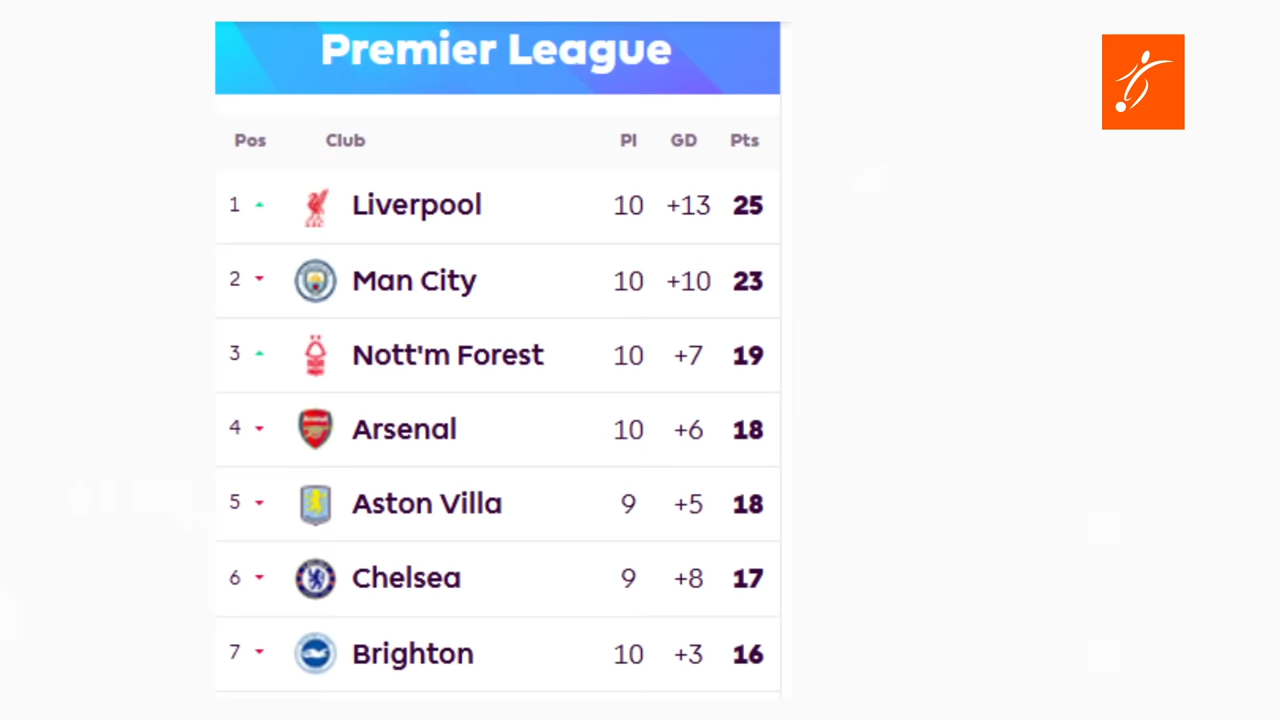 Premier League
Pos Club Pl GD Pts
1 Liverpool 10 +13 25
2 Man City 10 +10 23
3 Nott'm Forest 10 +7 19
4 Arsenal 10 +6 18
5 Aston Villa 9 +5 18
6 Chelsea 9 +8 17
7 Brighton 10 +3 16